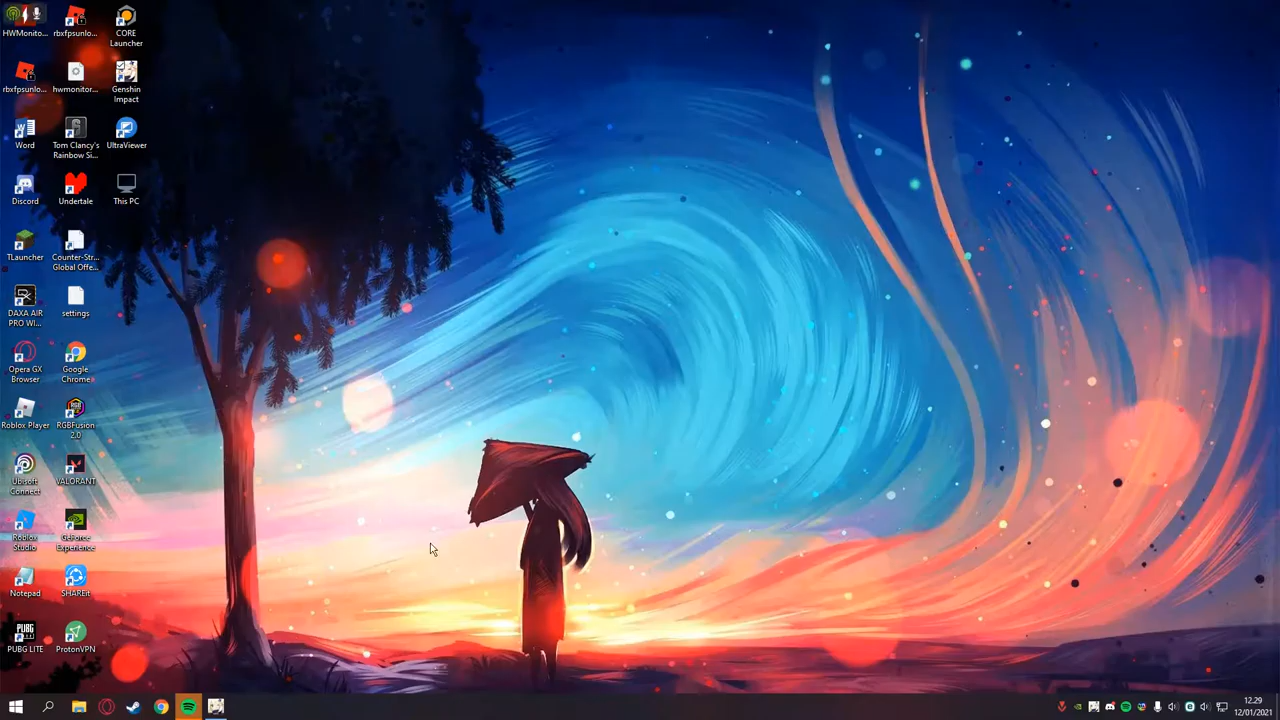 HWMonito...
rbxfpsunlo...
CORE
Launcher
rbxfpsunlo...
hwmonitor...
Genshin
Impact
Word
Tom Clancy's
Rainbow Si...
UltraViewer
Discord
Undertale
This PC
TLauncher
Counter-Str...
Global Offe...
DAXA AIR
PRO WI...
settings
Opera GX
Browser
Google
Chrome
Roblox Player
RGBFusion
2.0
Ubisoft
Connect
VALORANT
Roblox
Studio
GeForce
Experience
Notepad
SHAREit
PUBG
PUBG LITE
ProtonVPN
12.29
12/01/2021